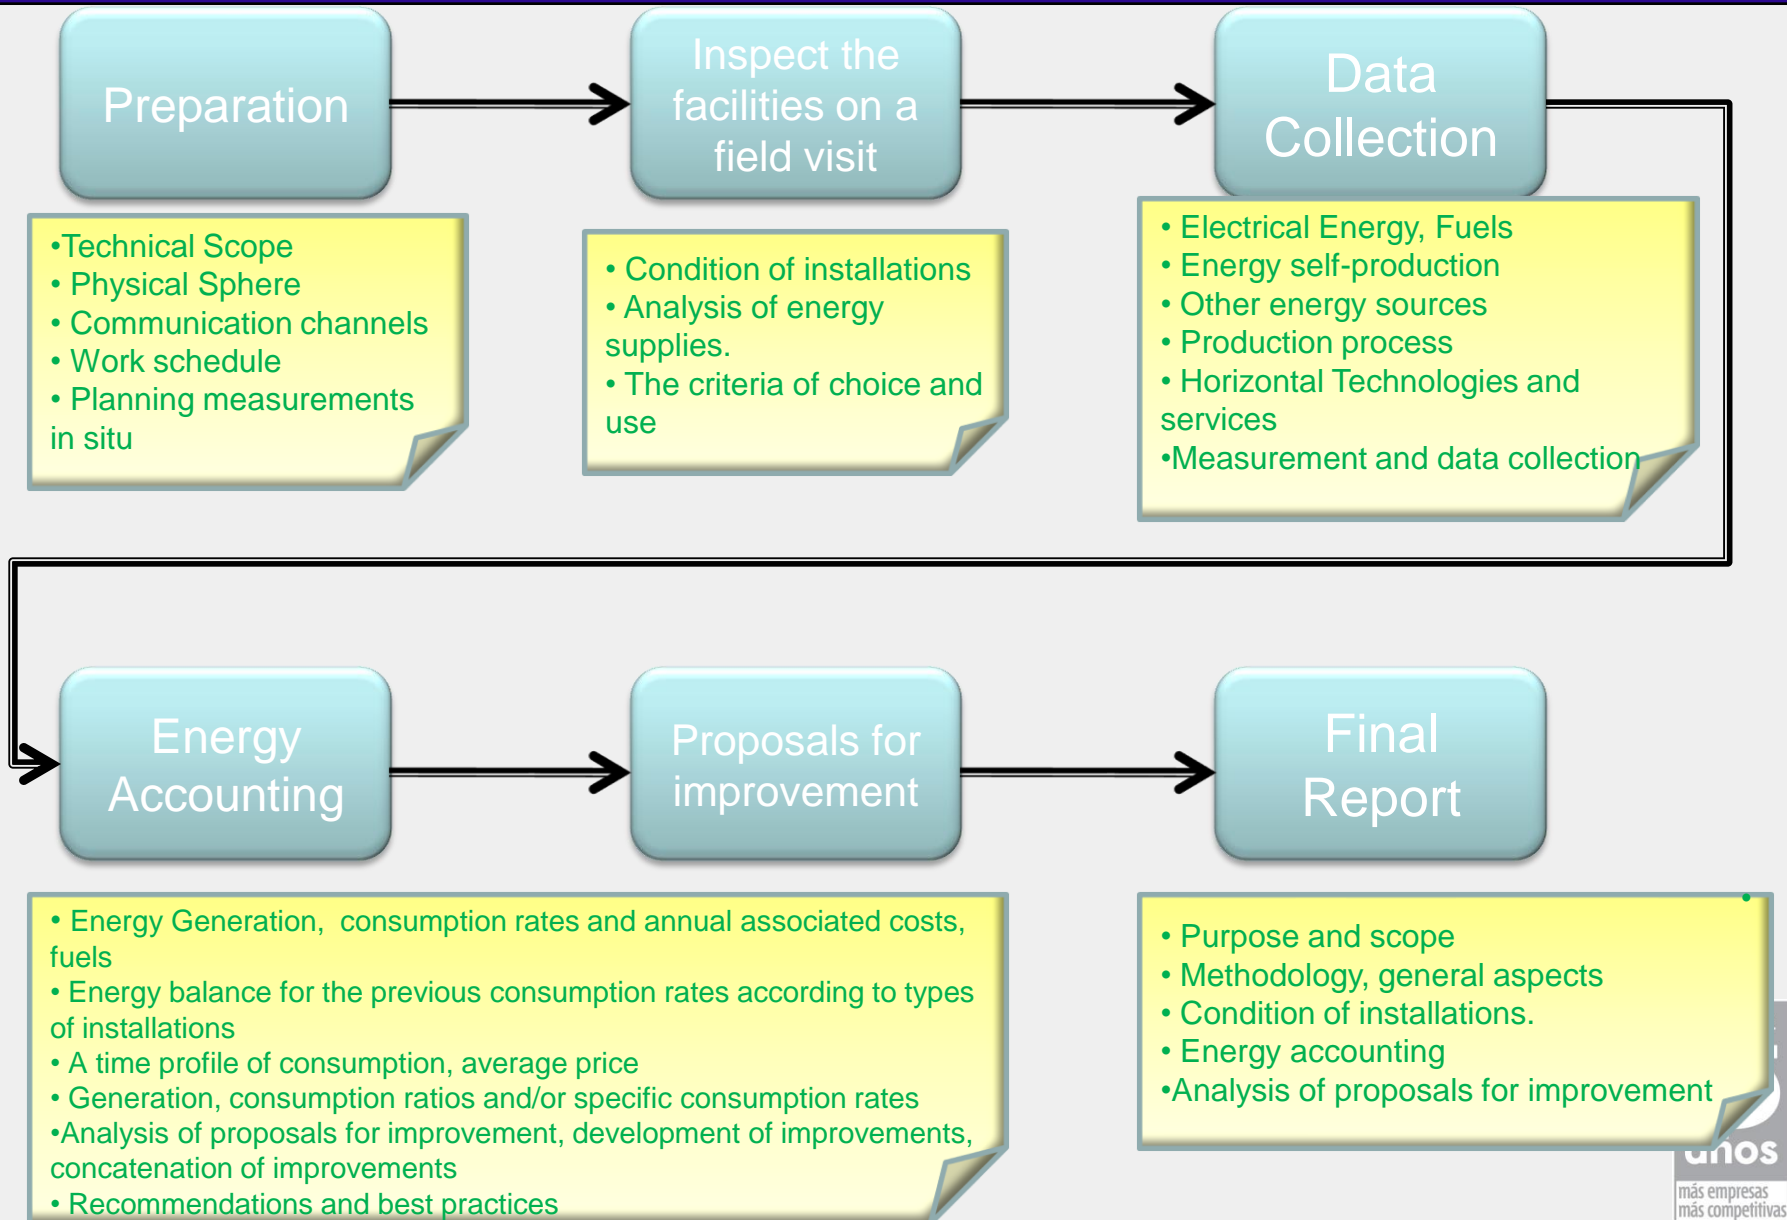 Preparation
Inspect the
facilities on a
field visit
Data
Collection
•Technical Scope
• Physical Sphere
• Communication channels
• Work schedule
• Planning measurements
in situ
• Condition of installations
• Analysis of energy
supplies.
• The criteria of choice and
use
• Electrical Energy, Fuels
• Energy self-production
• Other energy sources
• Production process
• Horizontal Technologies and
services
•Measurement and data collection
Energy
Accounting
Proposals for
improvement
Final
Report
• Energy Generation,  consumption rates and annual associated costs,
fuels
• Energy balance for the previous consumption rates according to types
of installations
• A time profile of consumption, average price
• Generation, consumption ratios and/or specific consumption rates
•Analysis of proposals for improvement, development of improvements,
concatenation of improvements
• Recommendations and best practices
•
• Purpose and scope
• Methodology, general aspects
• Condition of installations.
• Energy accounting
•Analysis of proposals for improvement
años
más empresas
más competitivas